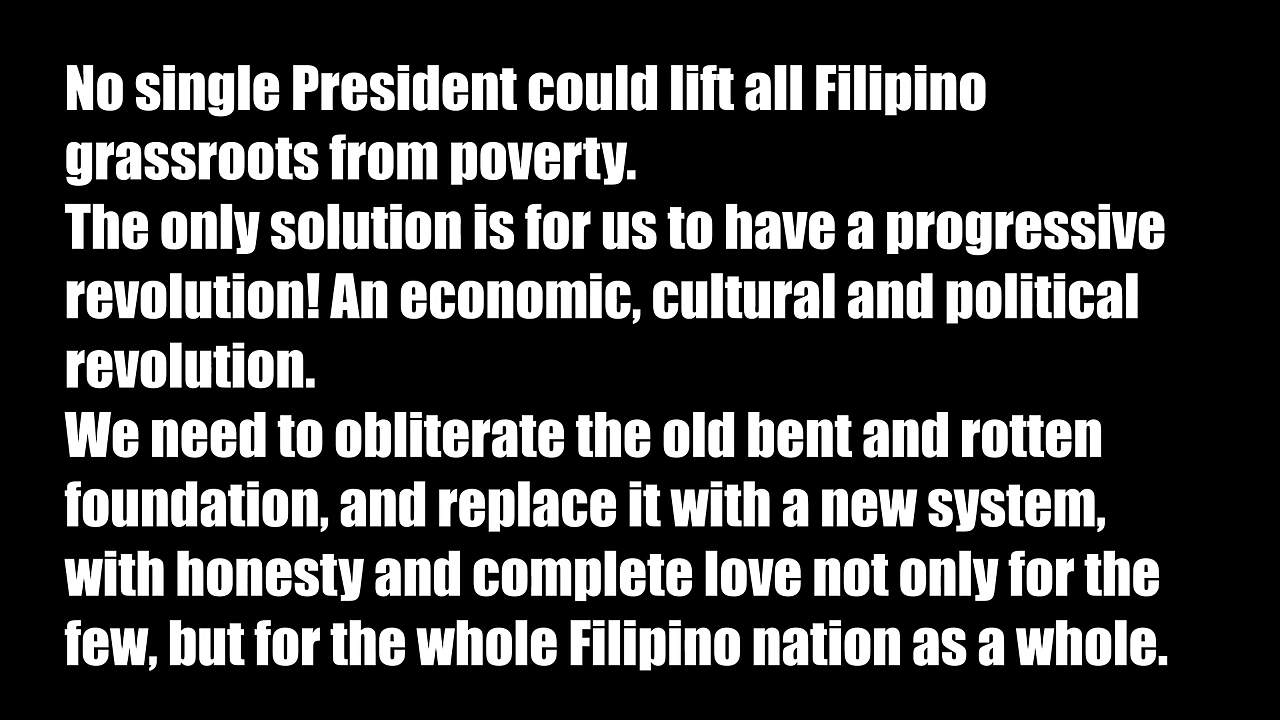 No single President could lift all Filipino
grassroots from poverty.
The only solution is for us to have a progressive
revolution! An economic, cultural and political
revolution.
We need to obliterate the old bent and rotten
foundation, and replace it with a new system,
with honesty and complete love not only for the
few, but for the whole Filipino nation as a whole.